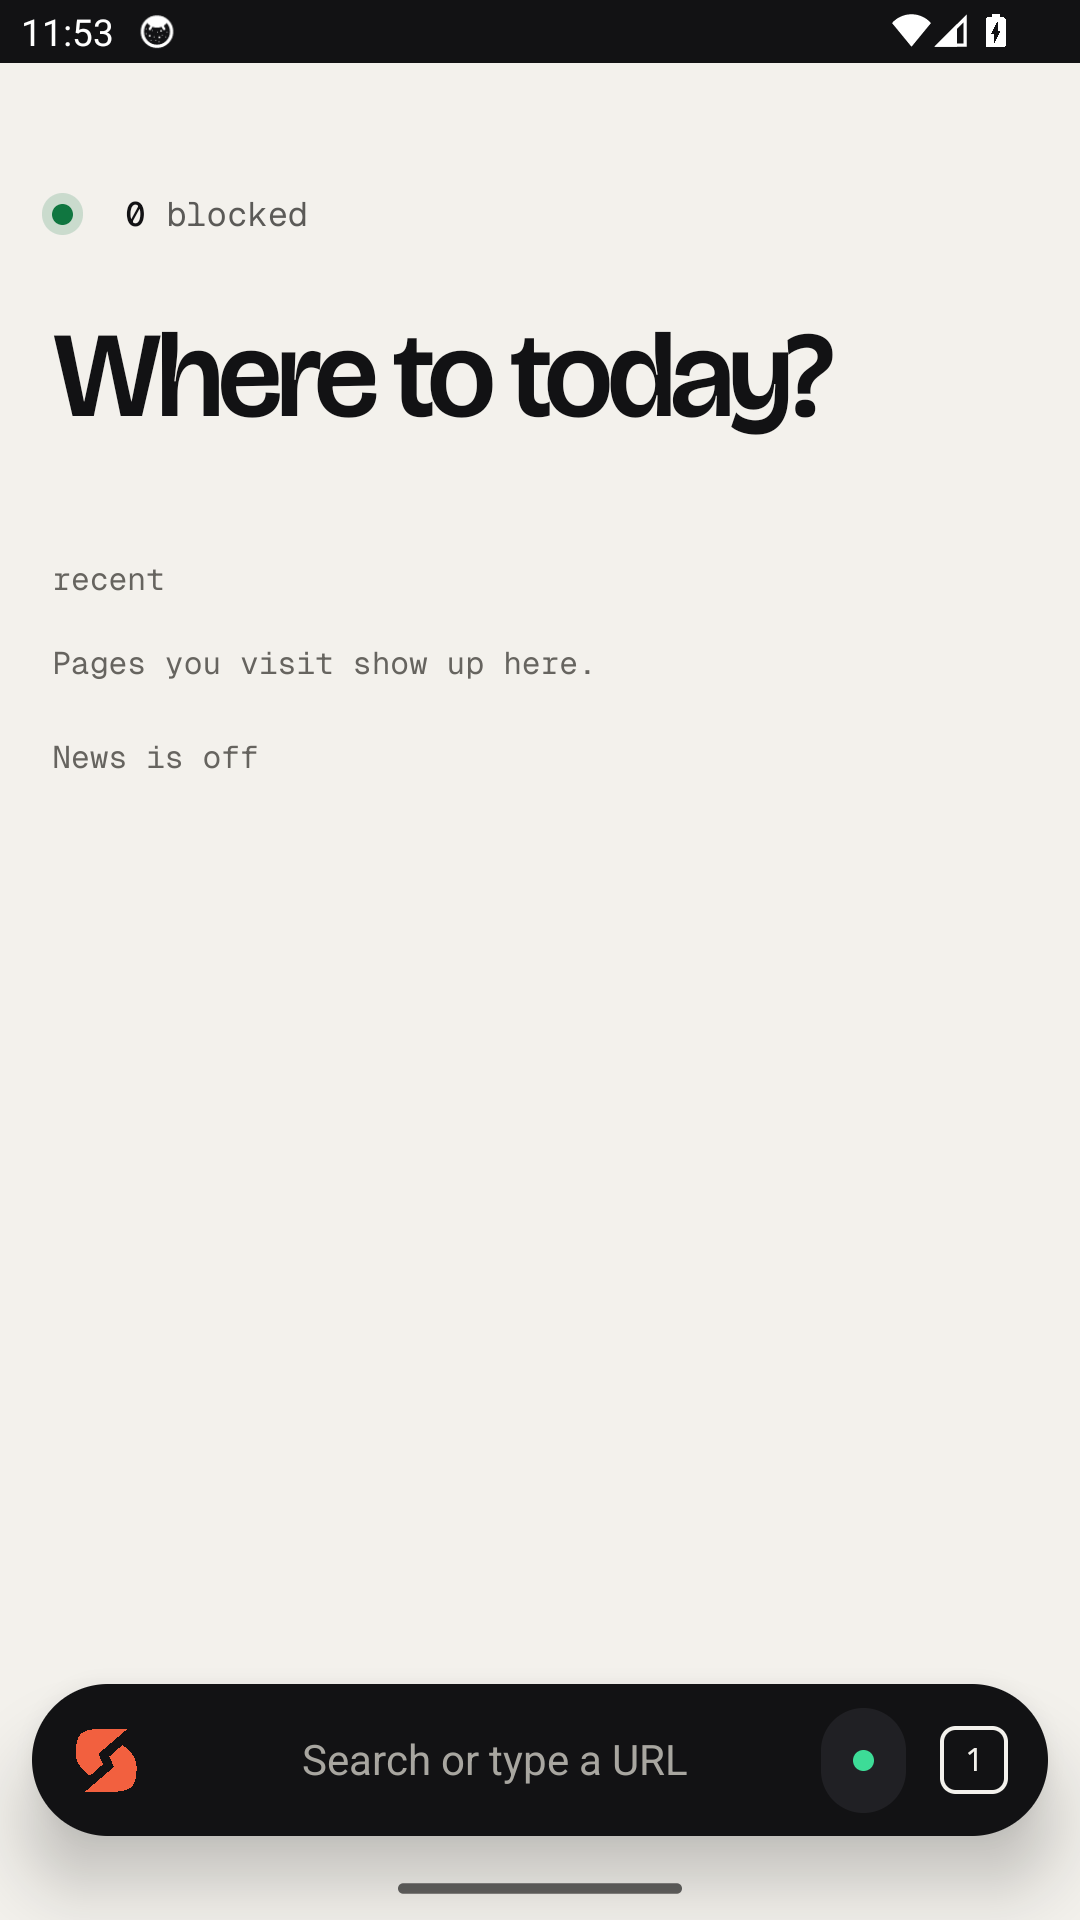 11:53
0 blocked
Where to today?
recent
Pages you visit show up here.
News is off
Search or type a URL
1